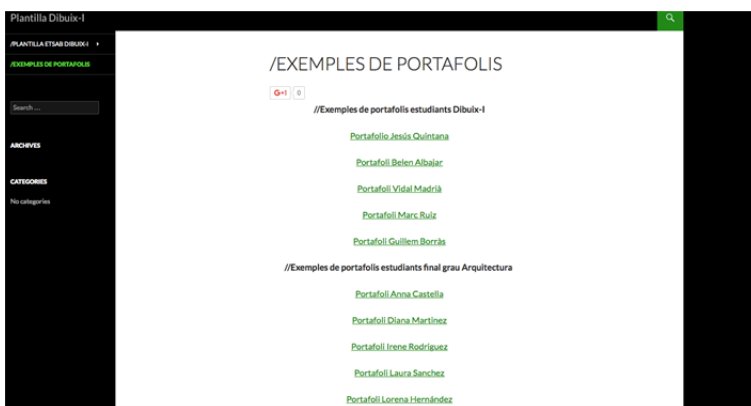 Plantilla Dibuix-I
/PLANTILLA ETSAB DIBUIX-I
/EXEMPLES DE PORTAFOLIS
Search ...
ARCHIVES
CATEGORIES
No categories
/EXEMPLES DE PORTAFOLIS
G+1 0
//Exemples de portafolis estudiants Dibuix-I
Portafolio Jesús Quintana
Portafoli Belen Albajar
Portafoli Vidal Madrià
Portafoli Marc Ruiz
Portafoli Guillem Borràs
//Exemples de portafolis estudiants final grau Arquitectura
Portafoli Anna Castella
Portafoli Diana Martinez
Portafoli Irene Rodriguez
Portafoli Laura Sanchez
Portafoli Lorena Hernández